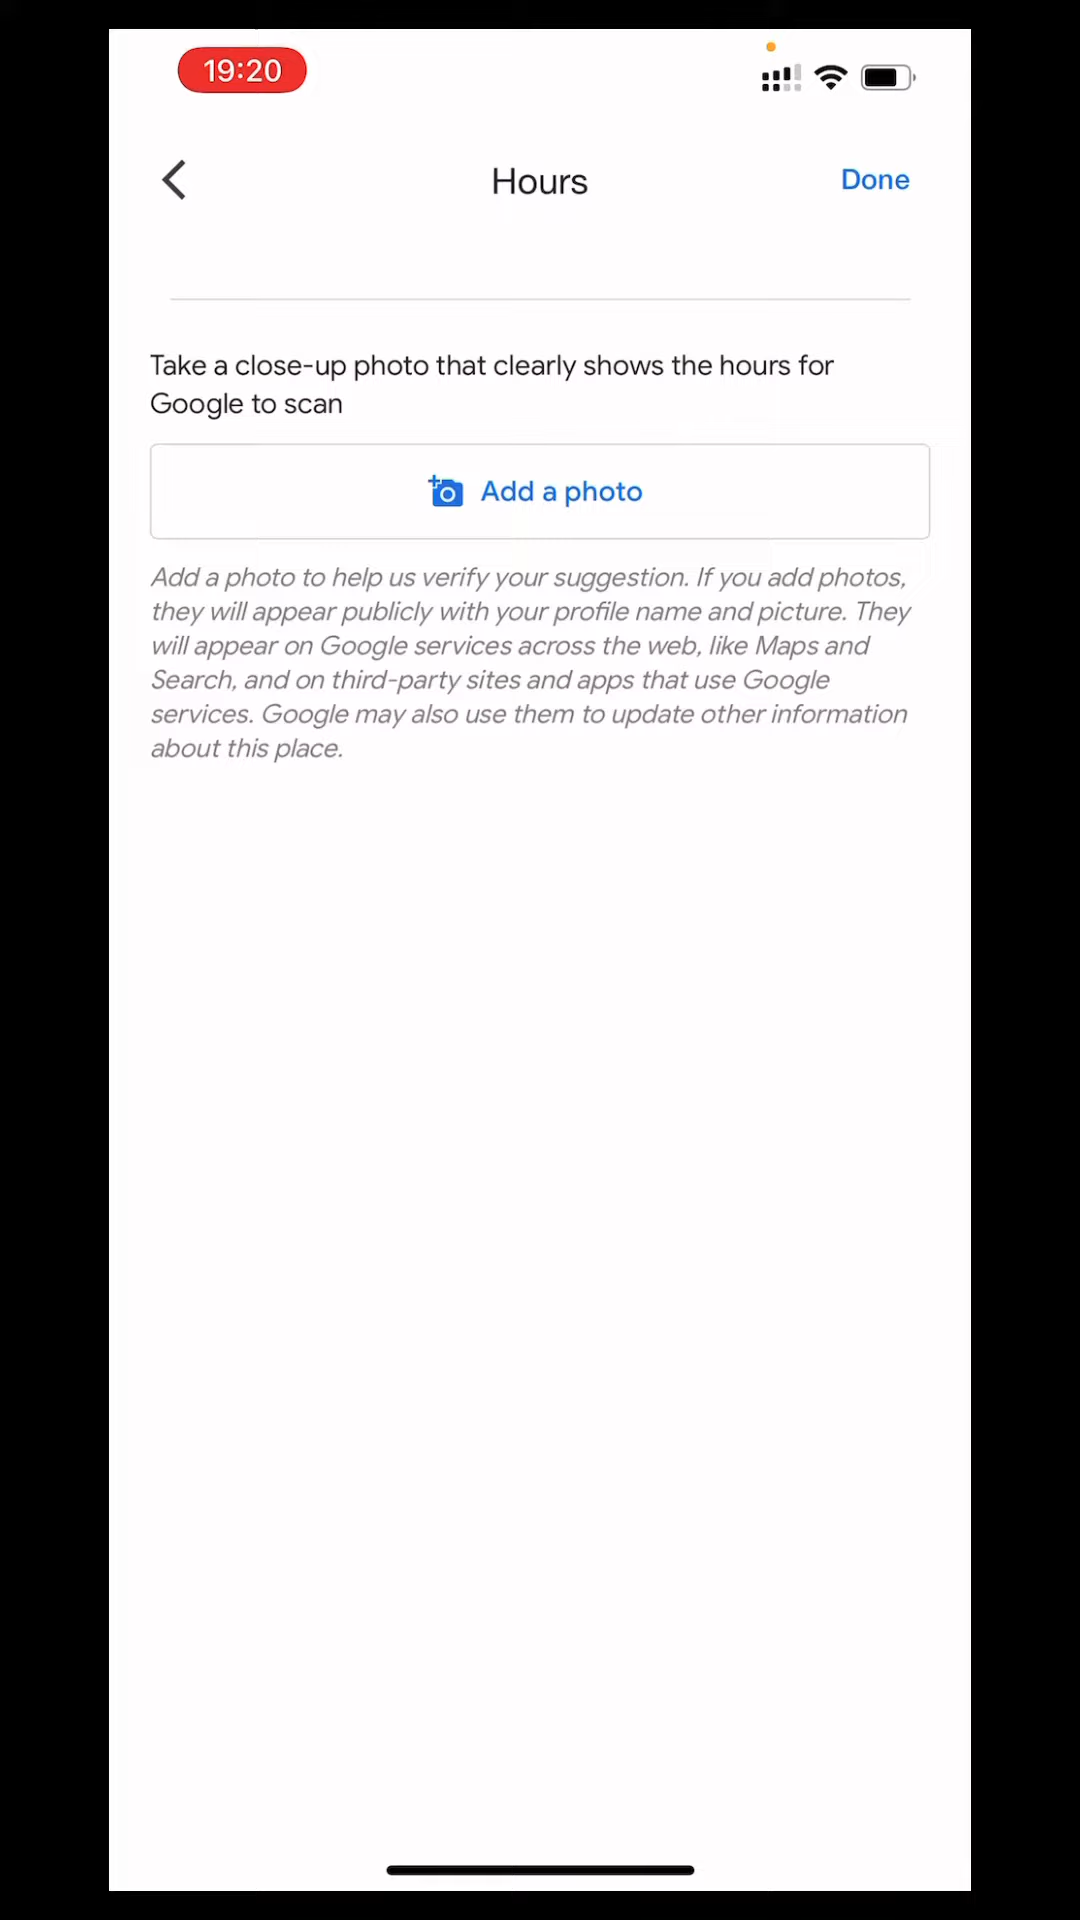 19:20
Hours
Done
Take a close-up photo that clearly shows the hours for
Google to scan
Add a photo
Add a photo to help us verify your suggestion. If you add photos,
they will appear publicly with your profile name and picture. They
will appear on Google services across the web, like Maps and
Search, and on third-party sites and apps that use Google
services. Google may also use them to update other information
about this place.